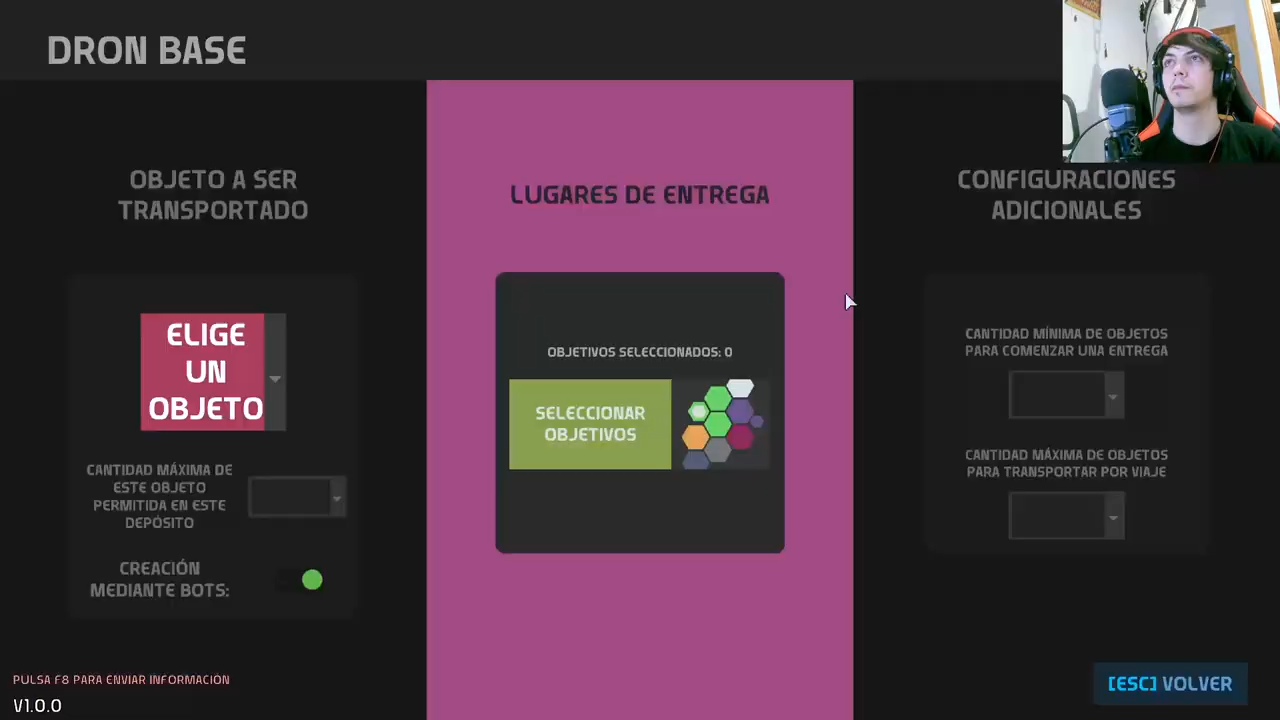 DRON BASE
OBJETO A SER
TRANSPORTADO
ELIGE
UN
OBJETO
CANTIDAD MÁXIMA DE
ESTE OBJETO
PERMITIDA EN ESTE
DEPÓSITO
CREACIÓN
MEDIANTE BOTS:
LUGARES DE ENTREGA
OBJETIVOS SELECCIONADOS: 0
SELECCIONAR
OBJETIVOS
CONFIGURACIONES
ADICIONALES
CANTIDAD MÍNIMA DE OBJETOS
PARA COMENZAR UNA ENTREGA
CANTIDAD MÁXIMA DE OBJETOS
PARA TRANSPORTAR POR VIAJE
PULSA F8 PARA ENVIAR INFORMACIÓN
V1.0.0
[ESC] VOLVER